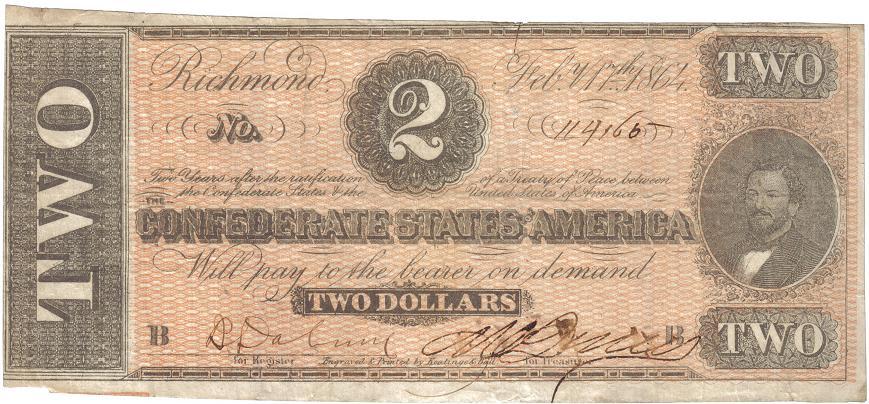 TWO
Richmond.
2
Feby. 17th. 1864.
TWO
No.
Two Years after the ratification of a Treaty of Peace between
the Confederate States & the United States of America
THE
CONFEDERATE STATES OF AMERICA
Will pay to the bearer on demand
TWO DOLLARS
B
B
TWO
for Register
Engraved & Printed by Keatinge & Ball
for Treasurer